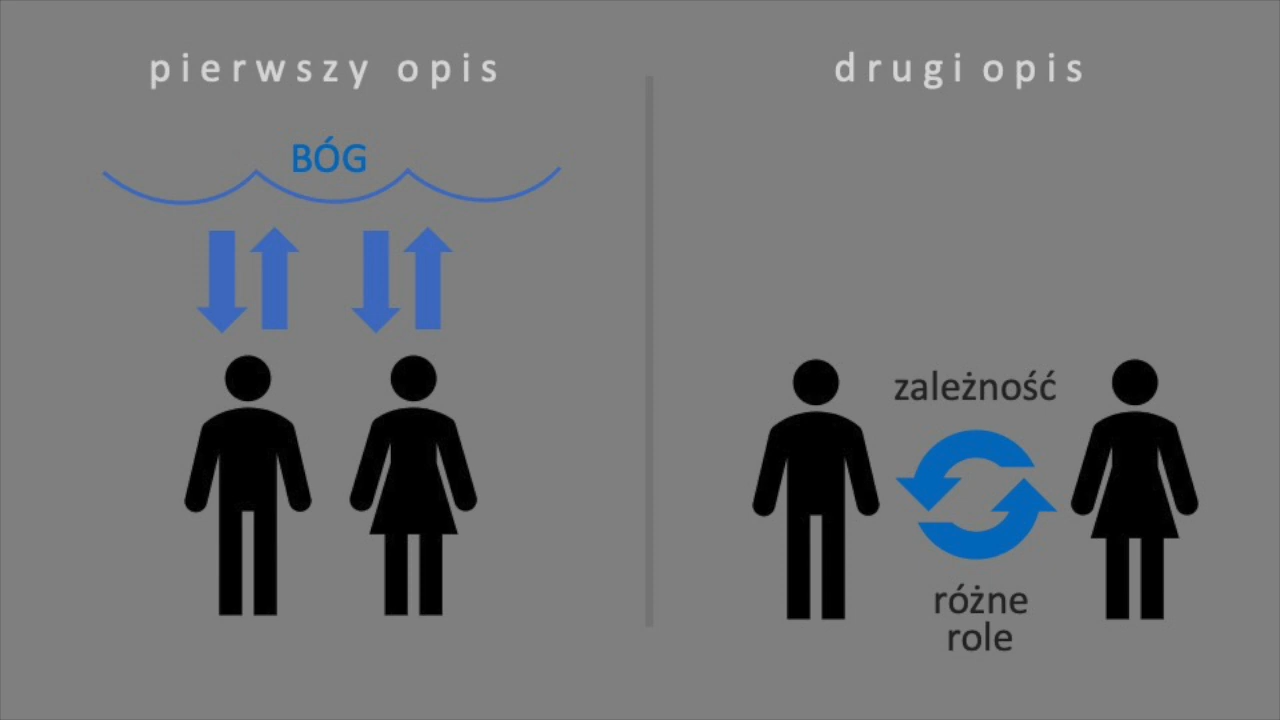 pierwszy opis
BÓG
drugi opis
zależność
różne
role